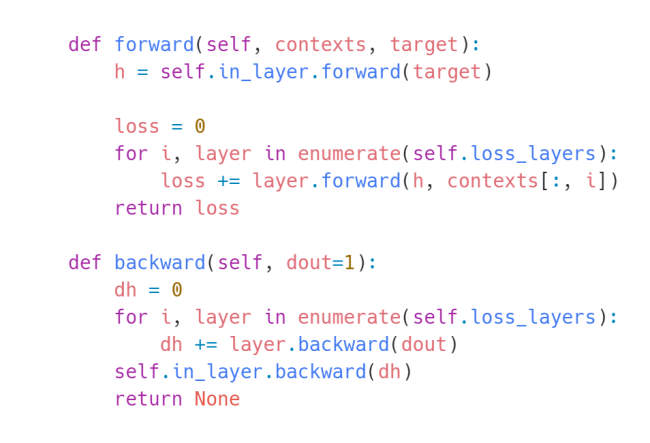 def forward(self, contexts, target):
    h = self.in_layer.forward(target)

    loss = 0
    for i, layer in enumerate(self.loss_layers):
        loss += layer.forward(h, contexts[:, i])
    return loss

def backward(self, dout=1):
    dh = 0
    for i, layer in enumerate(self.loss_layers):
        dh += layer.backward(dout)
    self.in_layer.backward(dh)
    return None